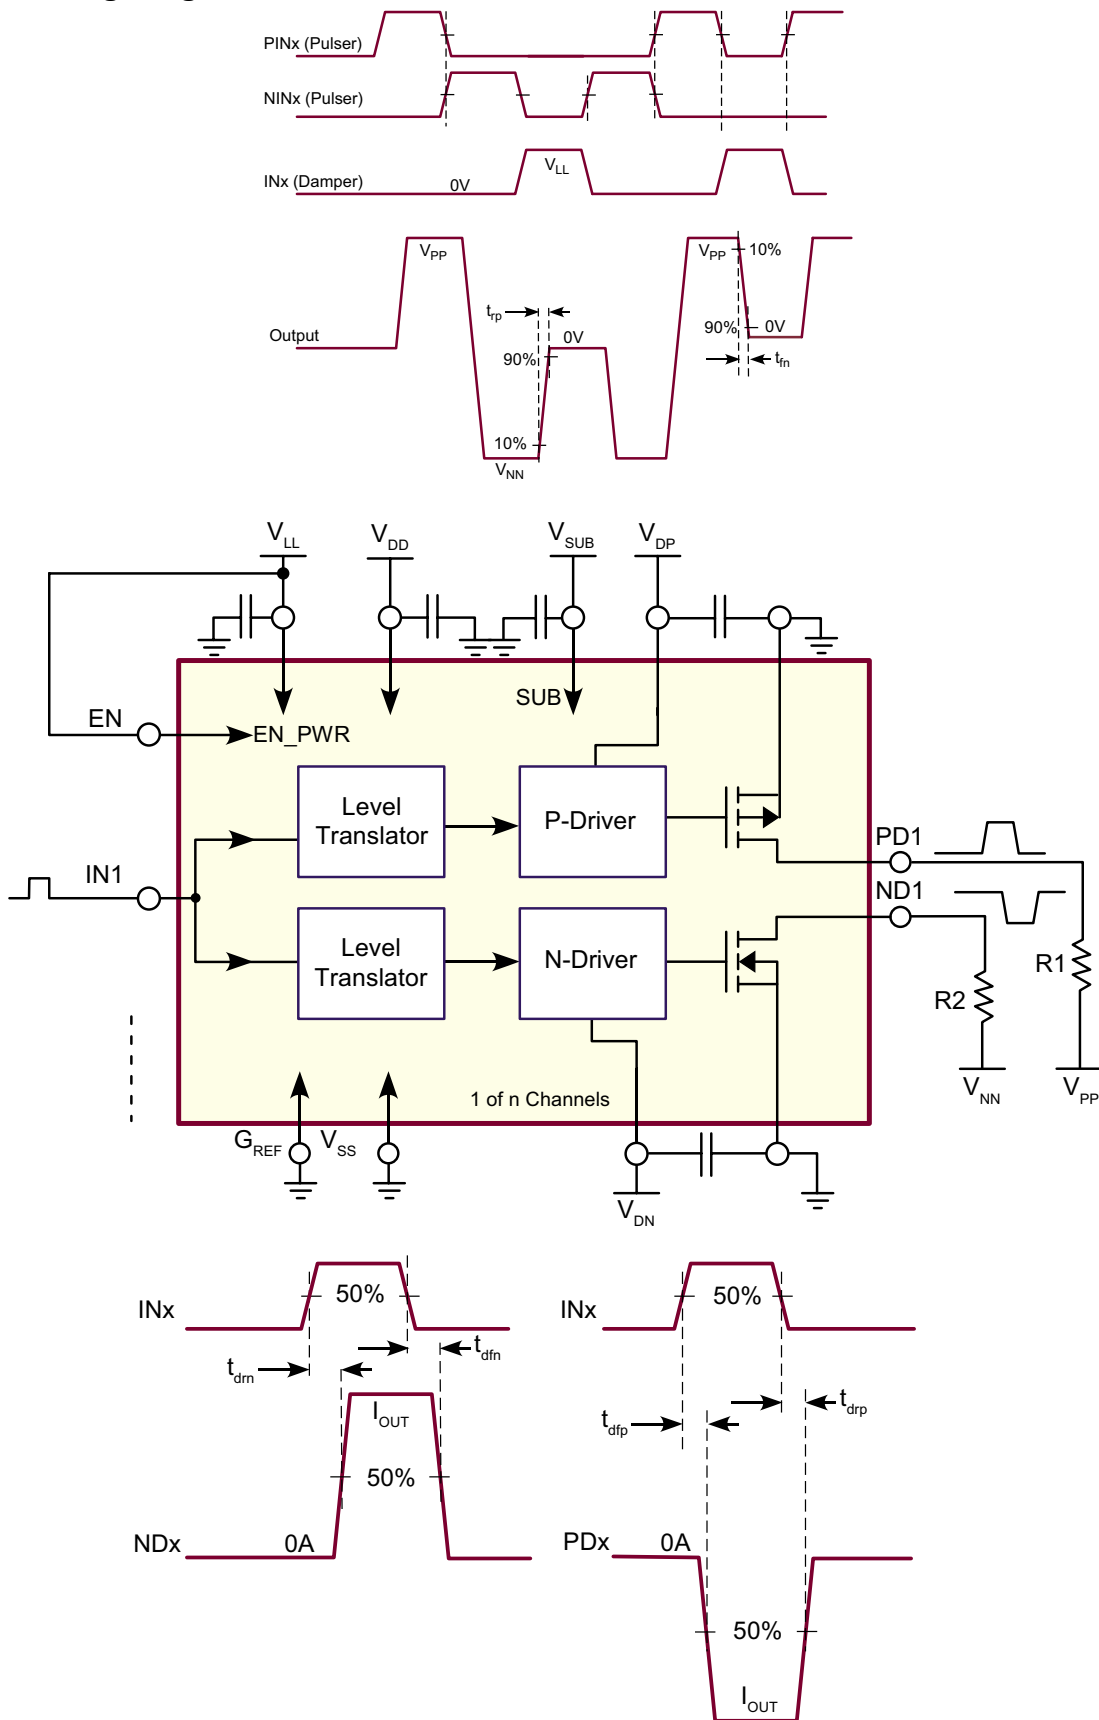 PINx (Pulser)
NINx (Pulser)
INx (Damper)
0V
VLL
VPP
VPP
10%
trp
Output
0V
90%
90%
0V
tfn
10%
VNN
VLL
VDD
VSUB
VDP
SUB
EN
EN_PWR
Level
Translator
P-Driver
PD1
IN1
ND1
Level
Translator
N-Driver
R1
R2
1 of n Channels
VNN
VPP
GREF
VSS
VDN
INx
50%
tdrn
tdfn
IOUT
50%
NDx
0A
INx
50%
tdfp
tdrp
PDx
0A
50%
IOUT